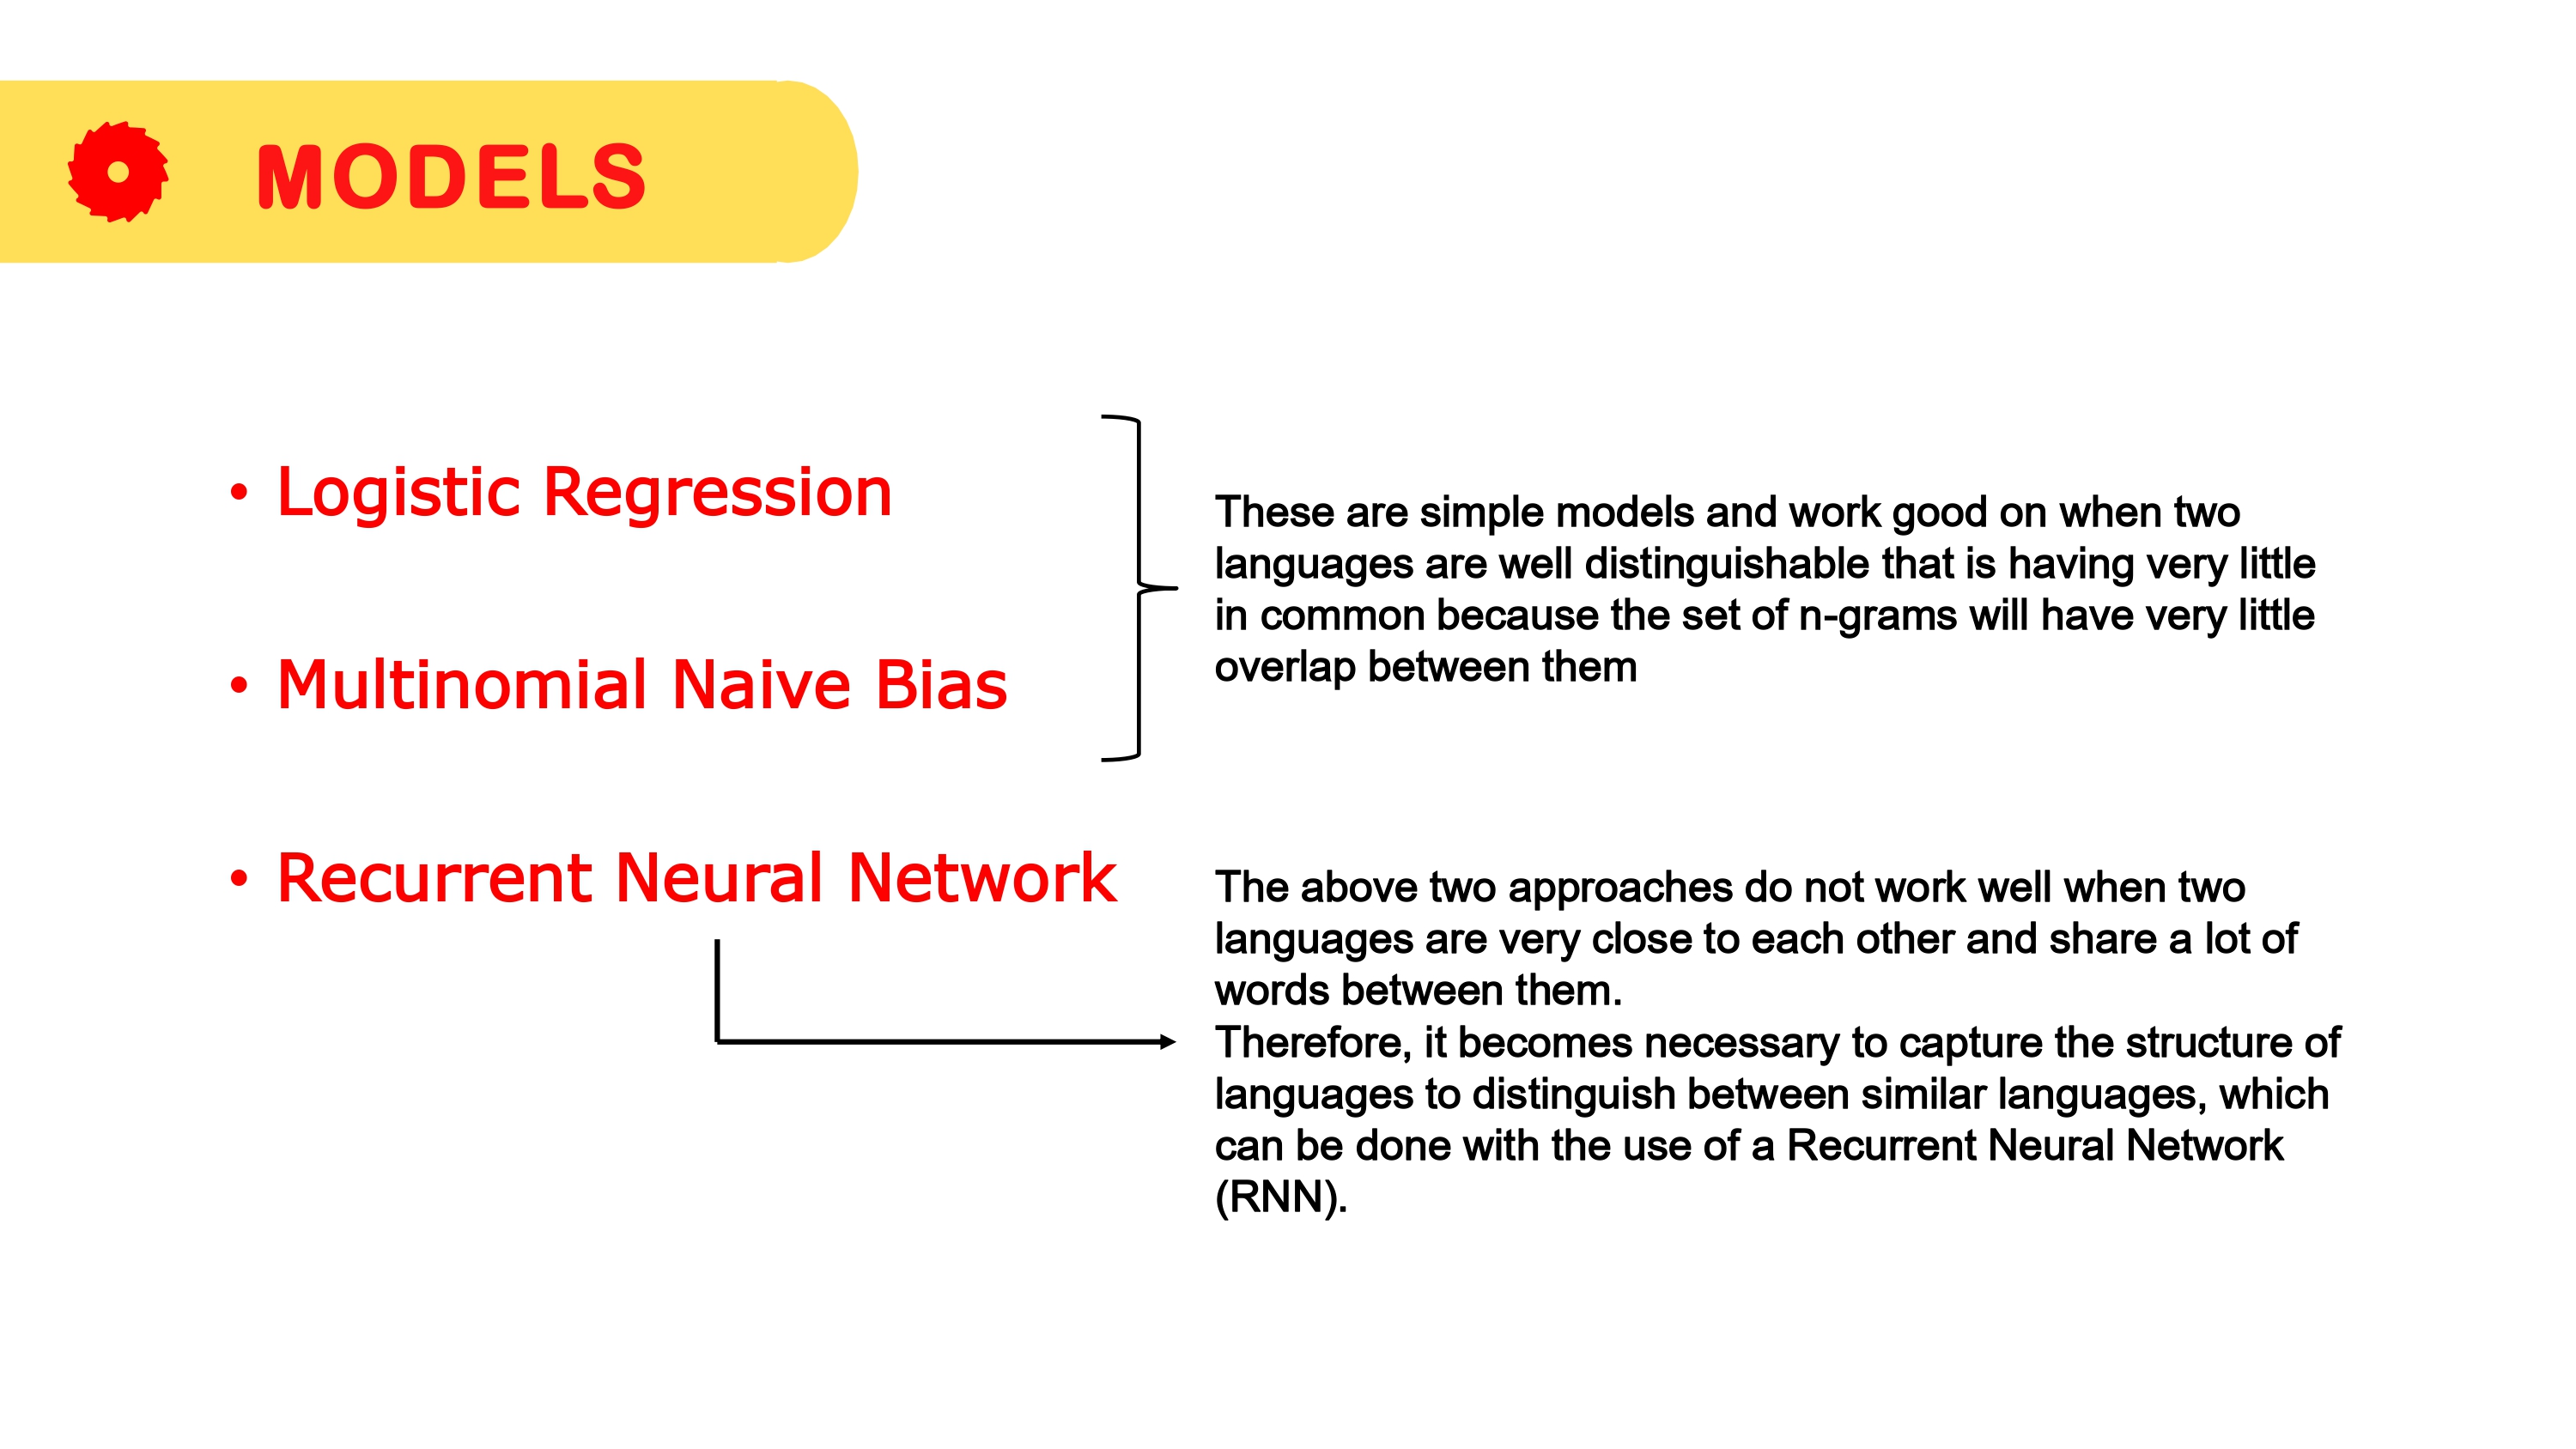 MODELS
• Logistic Regression
• Multinomial Naive Bias
These are simple models and work good on when two
languages are well distinguishable that is having very little
in common because the set of n-grams will have very little
overlap between them
• Recurrent Neural Network
The above two approaches do not work well when two
languages are very close to each other and share a lot of
words between them.
Therefore, it becomes necessary to capture the structure of
languages to distinguish between similar languages, which
can be done with the use of a Recurrent Neural Network
(RNN).